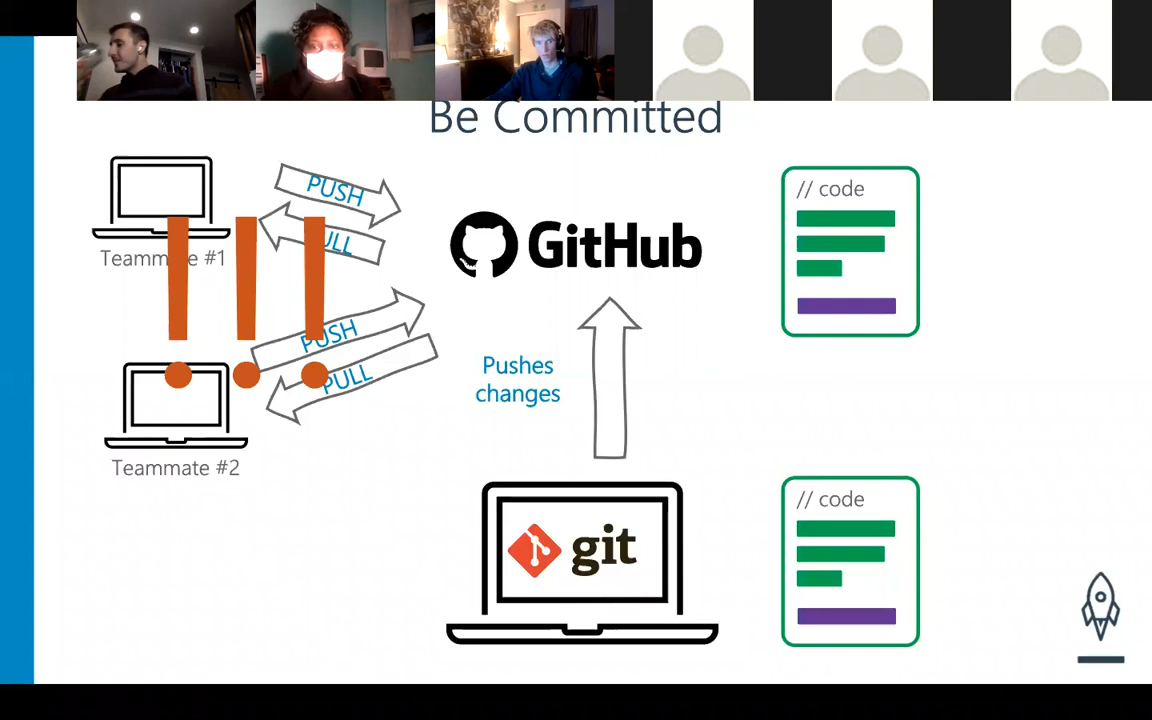 Be Committed
PUSH
PULL
Teammate #1
GitHub
// code
PUSH
PULL
Pushes
changes
Teammate #2
git
// code